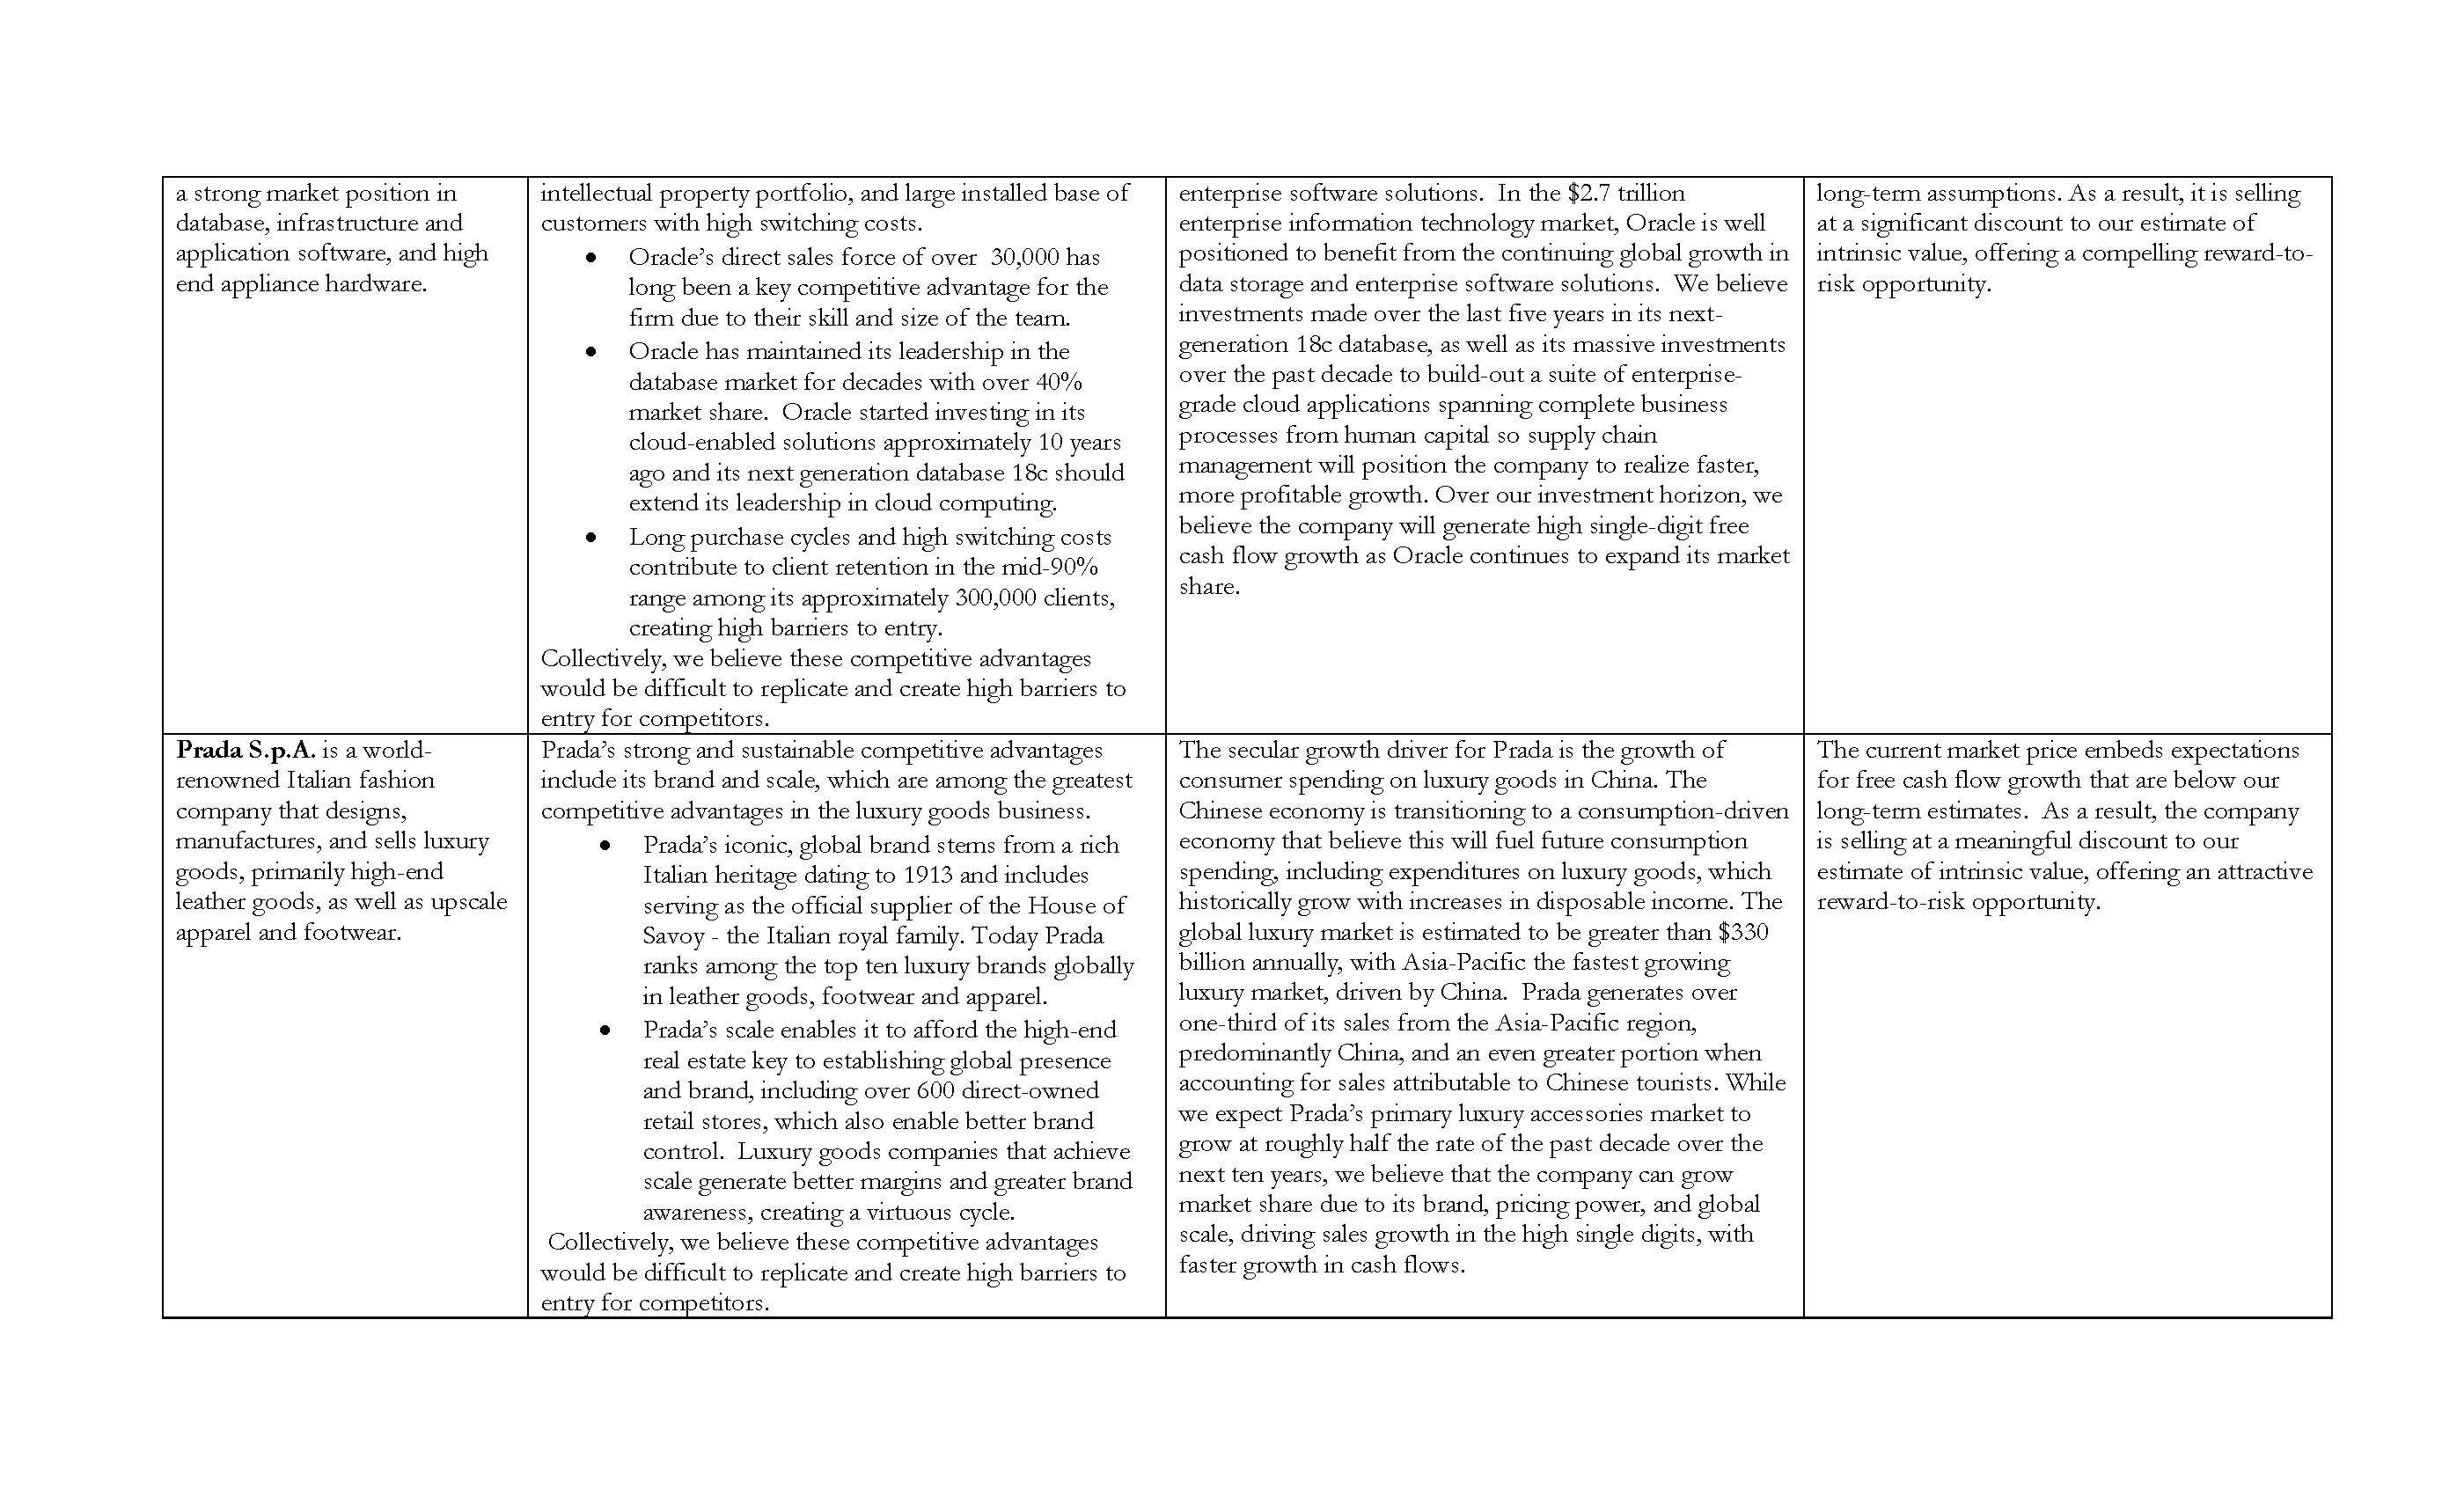 a strong market position in
database, infrastructure and
application software, and high
end appliance hardware.
intellectual property portfolio, and large installed base of
customers with high switching costs.
• Oracle’s direct sales force of over  30,000 has
long been a key competitive advantage for the
firm due to their skill and size of the team.
• Oracle has maintained its leadership in the
database market for decades with over 40%
market share.  Oracle started investing in its
cloud-enabled solutions approximately 10 years
ago and its next generation database 18c should
extend its leadership in cloud computing.
• Long purchase cycles and high switching costs
contribute to client retention in the mid-90%
range among its approximately 300,000 clients,
creating high barriers to entry.
Collectively, we believe these competitive advantages
would be difficult to replicate and create high barriers to
entry for competitors.
enterprise software solutions.  In the $2.7 trillion
enterprise information technology market, Oracle is well
positioned to benefit from the continuing global growth in
data storage and enterprise software solutions.  We believe
investments made over the last five years in its next-
generation 18c database, as well as its massive investments
over the past decade to build-out a suite of enterprise-
grade cloud applications spanning complete business
processes from human capital so supply chain
management will position the company to realize faster,
more profitable growth. Over our investment horizon, we
believe the company will generate high single-digit free
cash flow growth as Oracle continues to expand its market
share.
long-term assumptions. As a result, it is selling
at a significant discount to our estimate of
intrinsic value, offering a compelling reward-to-
risk opportunity.
Prada S.p.A. is a world-
renowned Italian fashion
company that designs,
manufactures, and sells luxury
goods, primarily high-end
leather goods, as well as upscale
apparel and footwear.
Prada’s strong and sustainable competitive advantages
include its brand and scale, which are among the greatest
competitive advantages in the luxury goods business.
• Prada’s iconic, global brand stems from a rich
Italian heritage dating to 1913 and includes
serving as the official supplier of the House of
Savoy - the Italian royal family. Today Prada
ranks among the top ten luxury brands globally
in leather goods, footwear and apparel.
• Prada’s scale enables it to afford the high-end
real estate key to establishing global presence
and brand, including over 600 direct-owned
retail stores, which also enable better brand
control.  Luxury goods companies that achieve
scale generate better margins and greater brand
awareness, creating a virtuous cycle.
Collectively, we believe these competitive advantages
would be difficult to replicate and create high barriers to
entry for competitors.
The secular growth driver for Prada is the growth of
consumer spending on luxury goods in China. The
Chinese economy is transitioning to a consumption-driven
economy that believe this will fuel future consumption
spending, including expenditures on luxury goods, which
historically grow with increases in disposable income. The
global luxury market is estimated to be greater than $330
billion annually, with Asia-Pacific the fastest growing
luxury market, driven by China.  Prada generates over
one-third of its sales from the Asia-Pacific region,
predominantly China, and an even greater portion when
accounting for sales attributable to Chinese tourists. While
we expect Prada’s primary luxury accessories market to
grow at roughly half the rate of the past decade over the
next ten years, we believe that the company can grow
market share due to its brand, pricing power, and global
scale, driving sales growth in the high single digits, with
faster growth in cash flows.
The current market price embeds expectations
for free cash flow growth that are below our
long-term estimates.  As a result, the company
is selling at a meaningful discount to our
estimate of intrinsic value, offering an attractive
reward-to-risk opportunity.